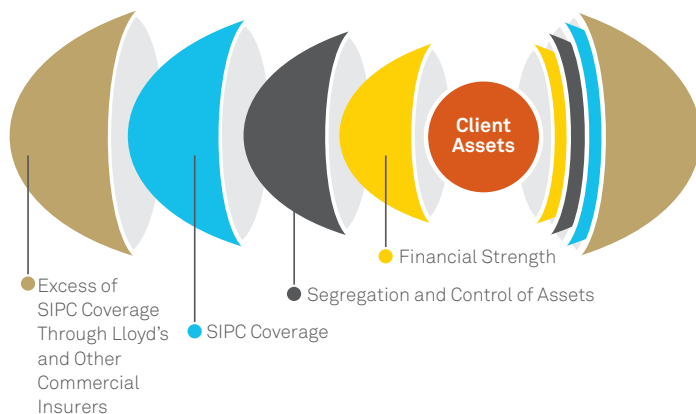 Client
Assets
Financial Strength
Segregation and Control of Assets
SIPC Coverage
Excess of
SIPC Coverage
Through Lloyd's
and Other
Commercial
Insurers